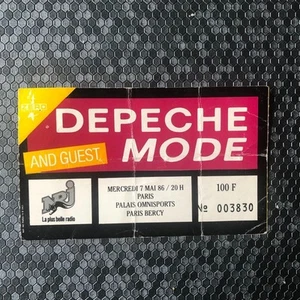 DEPECHE
AND GUEST
MODE
NRJ
La plus belle radio
MERCREDI 7 MAI 86 / 20 H
PARIS
PALAIS OMNISPORTS
PARIS BERCY
100 F
Nº 003830